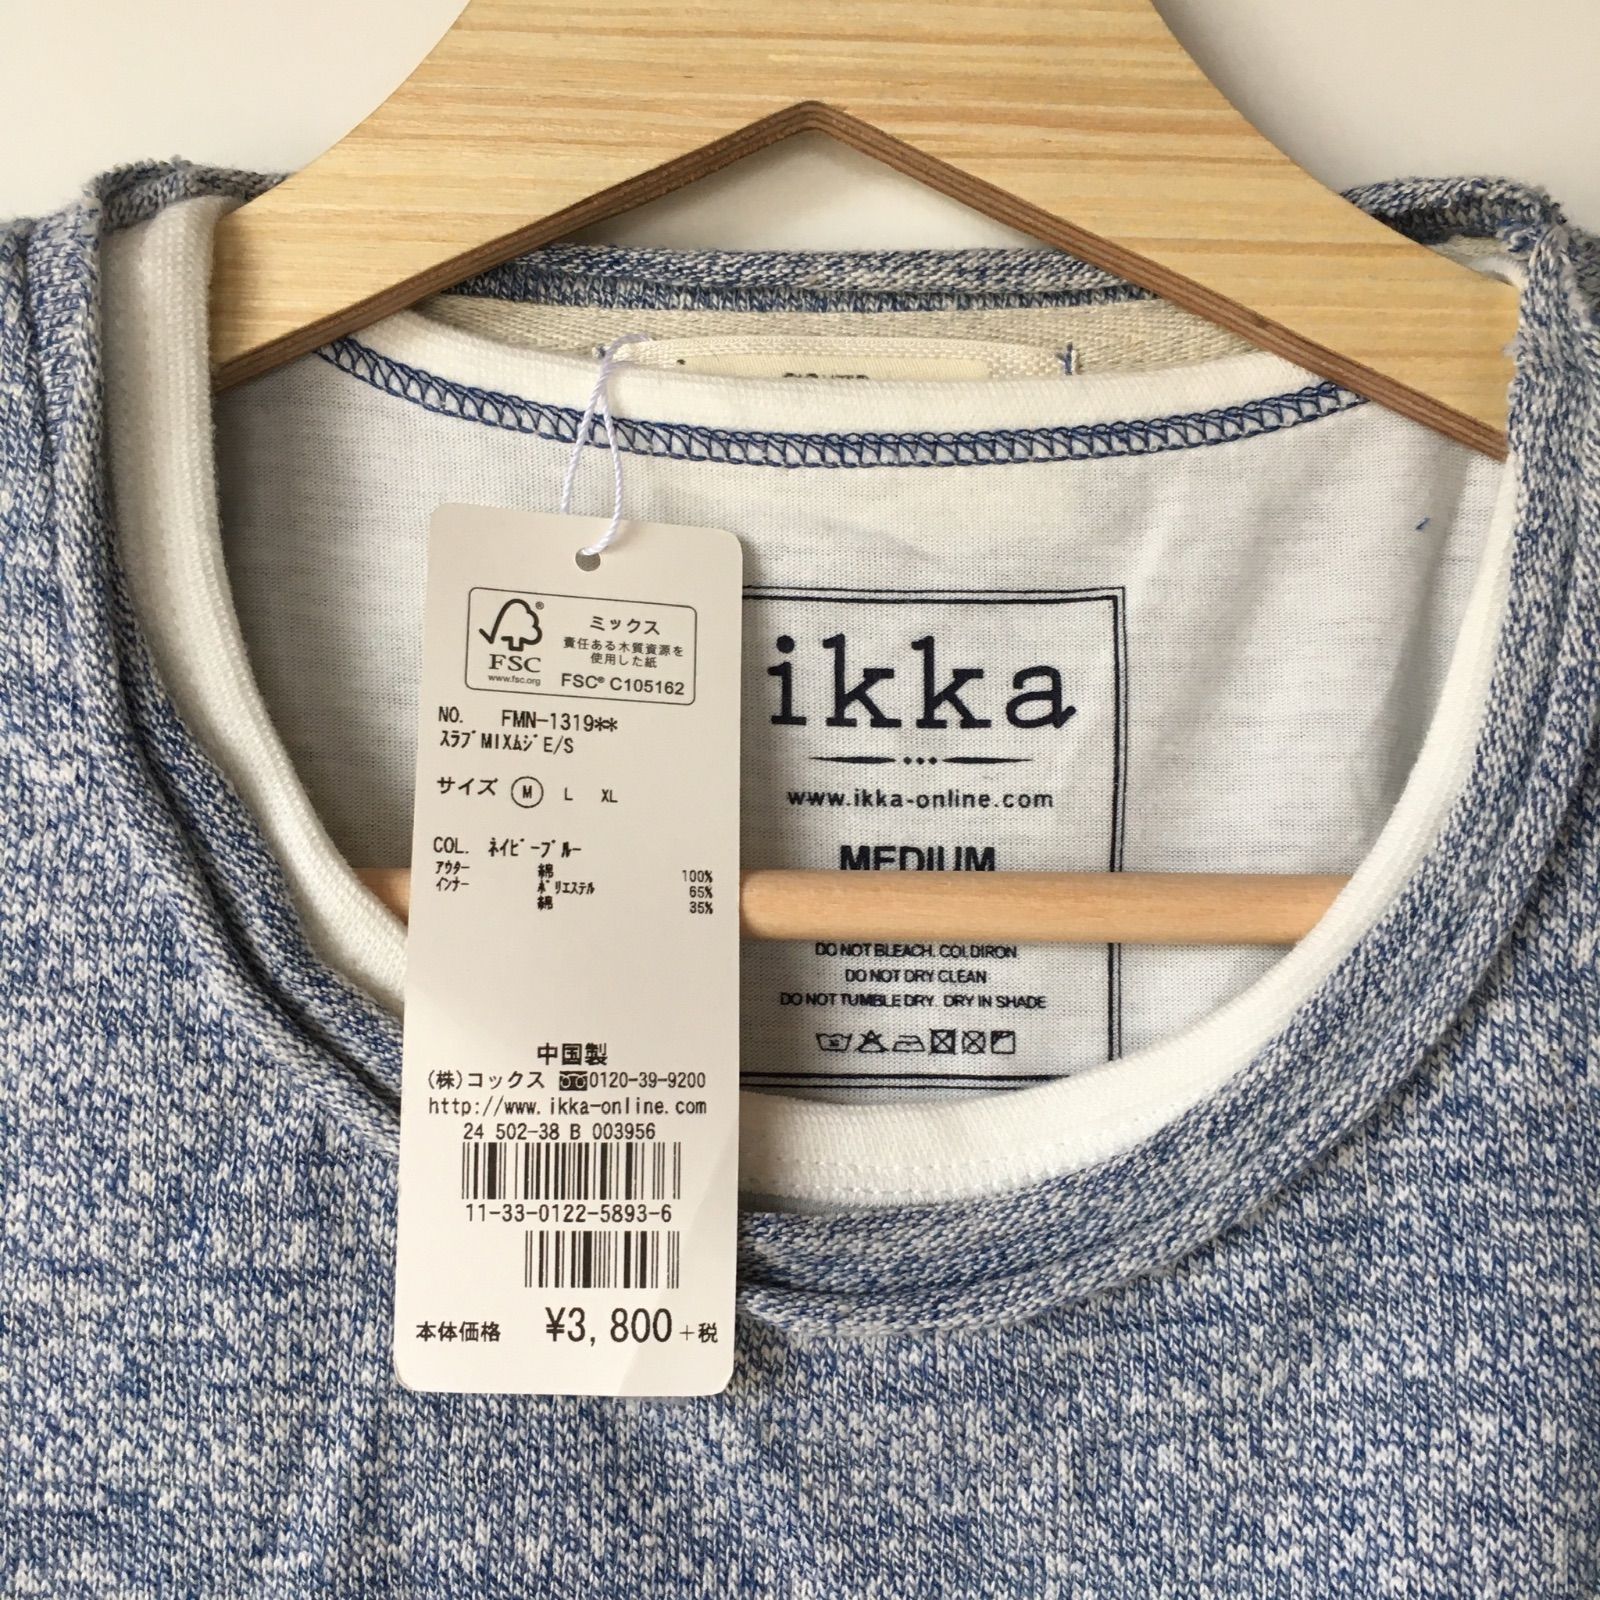 FSC®
www.fsc.org
ミックス
責任ある木質資源を
使用した紙
FSC® C105162
NO. FMN-1319**
ｽﾗﾌﾞMIXﾑｼﾞE/S
サイズ M L XL
COL. ﾈｲﾋﾞｰﾌﾞﾙｰ
ｱｳﾀｰ 綿 100%
ｲﾝﾅｰ ﾎﾟﾘｴｽﾃﾙ 65%
綿 35%
中国製
(株)コックス 0120-39-9200
http://www.ikka-online.com
24 502-38 B 003956
11-33-0122-5893-6
本体価格 ¥3,800+税
ikka
www.ikka-online.com
MEDIUM
DO NOT BLEACH. COLDIRON
DO NOT DRY CLEAN
DO NOT TUMBLE DRY. DRY IN SHADE